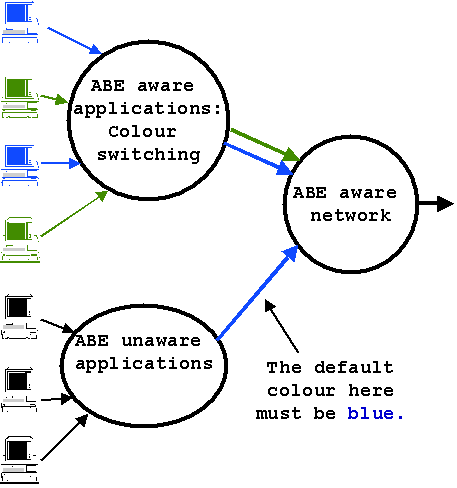 ABE aware
applications:
Colour
switching
ABE aware
network
ABE unaware
applications
The default
colour here
must be blue.